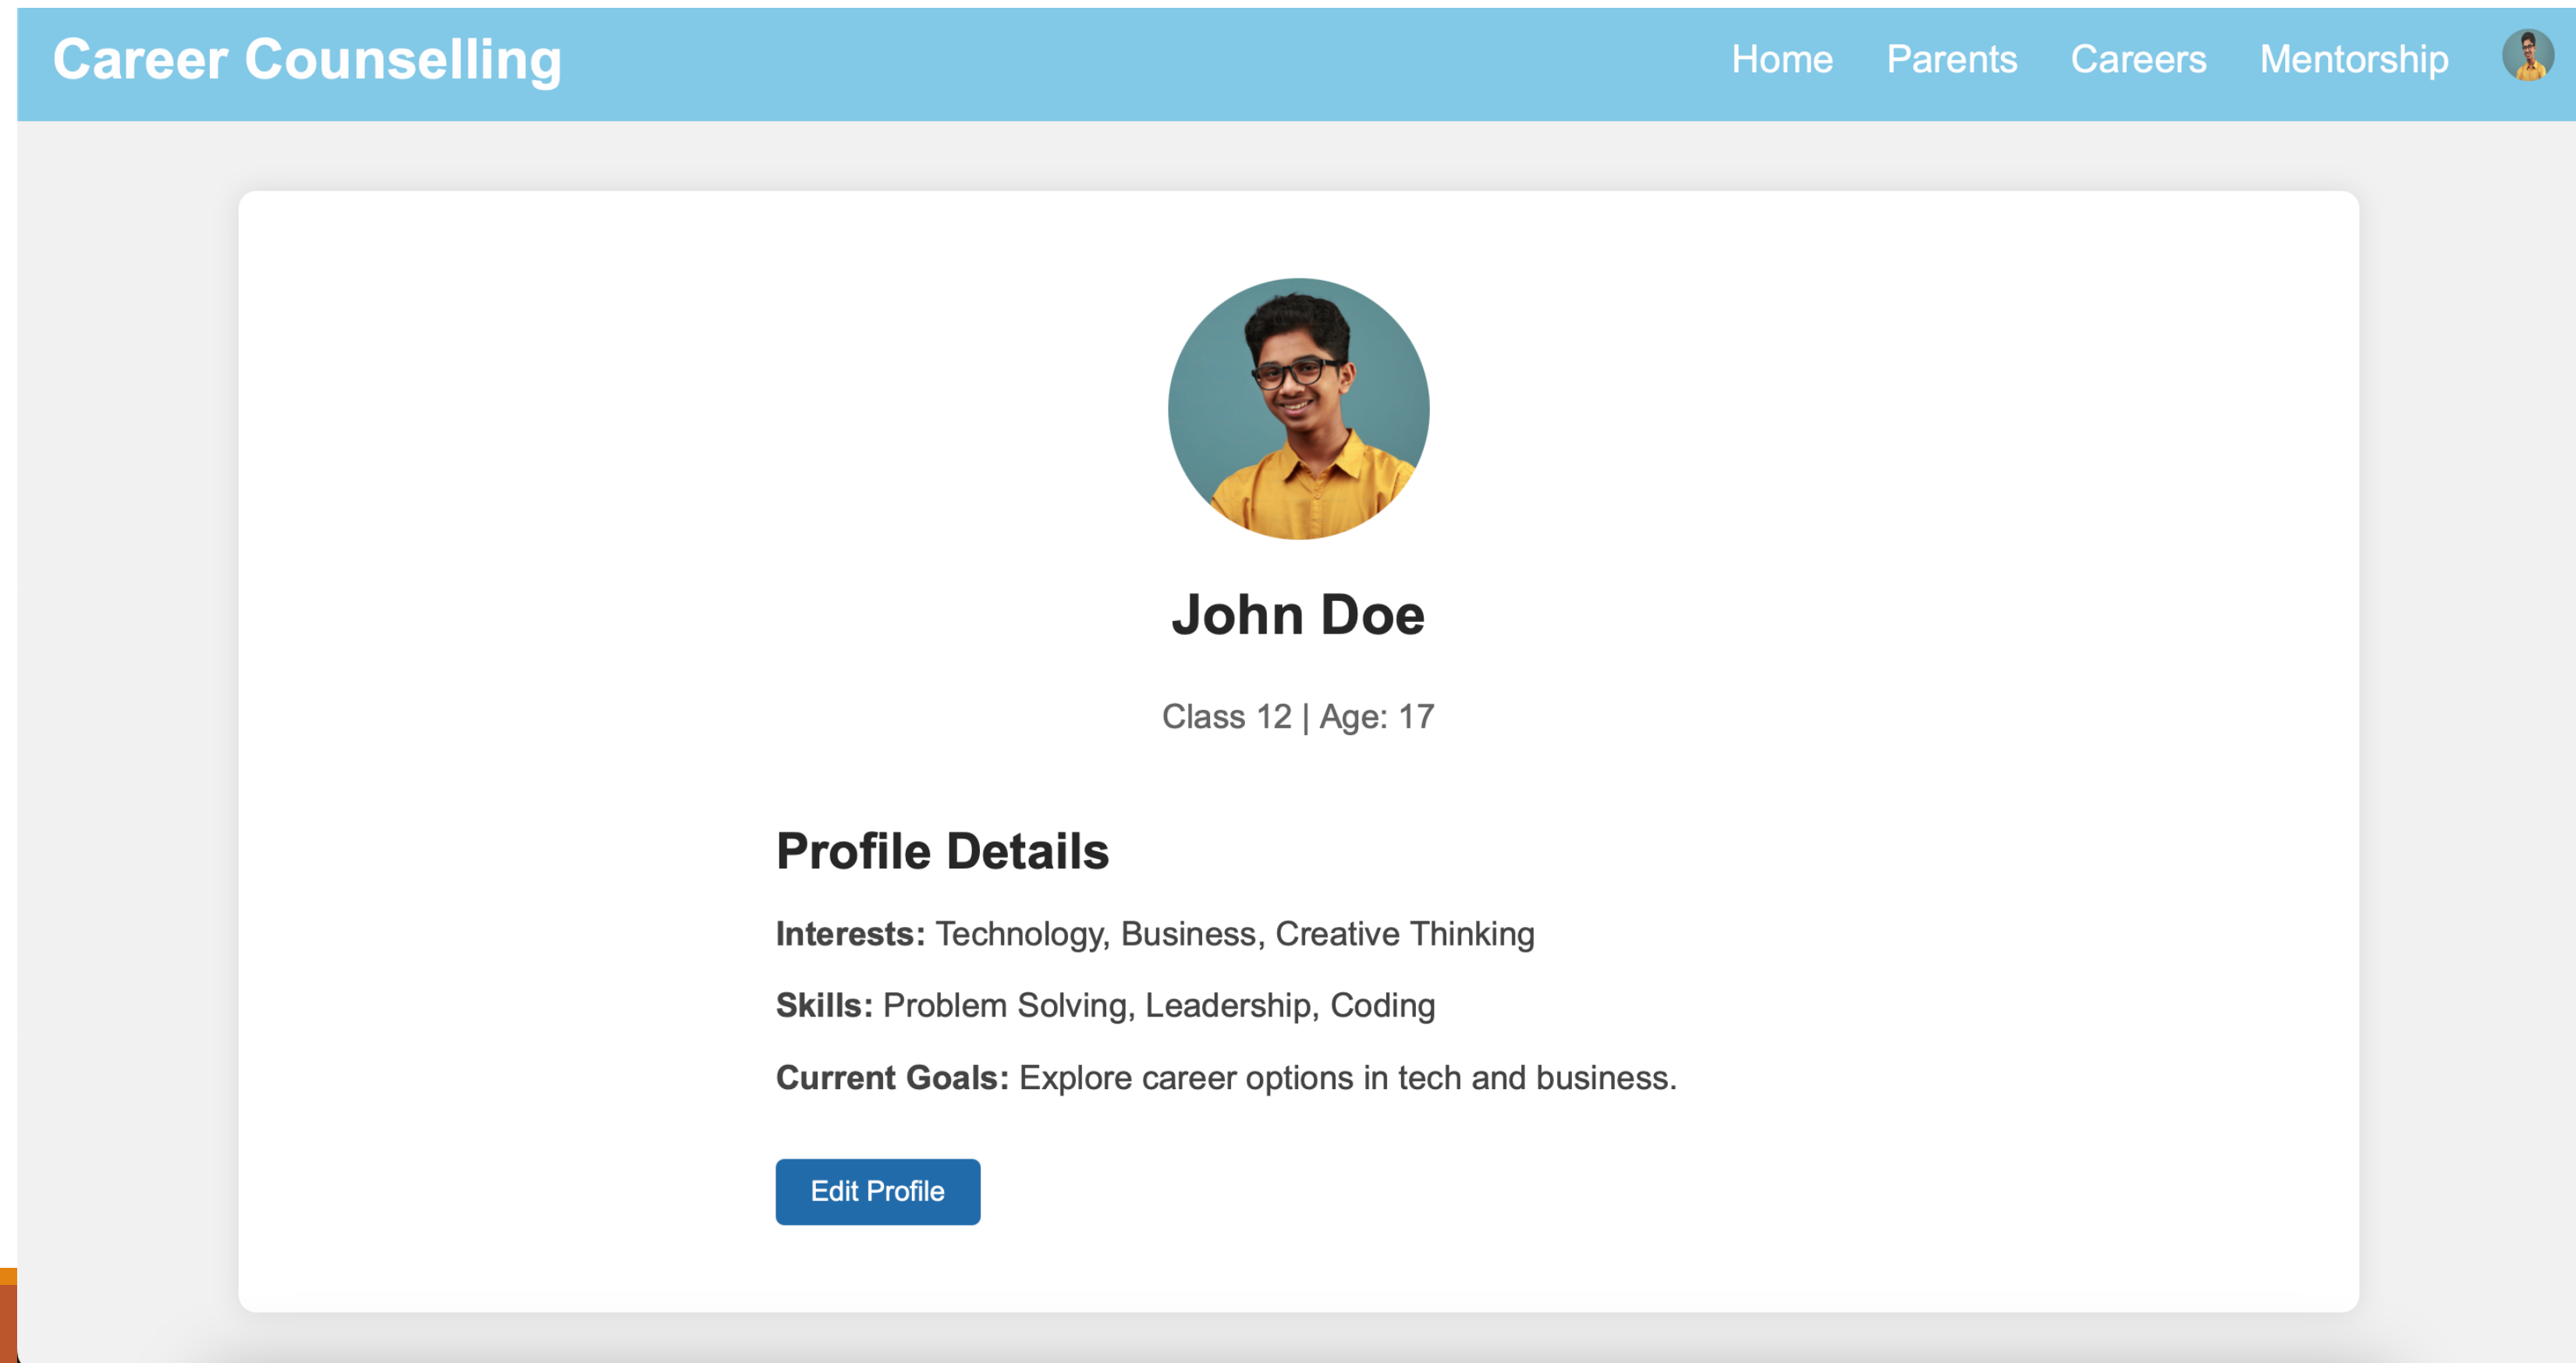 Career Counselling
Home Parents Careers Mentorship
John Doe
Class 12 | Age: 17
Profile Details
Interests: Technology, Business, Creative Thinking
Skills: Problem Solving, Leadership, Coding
Current Goals: Explore career options in tech and business.
Edit Profile